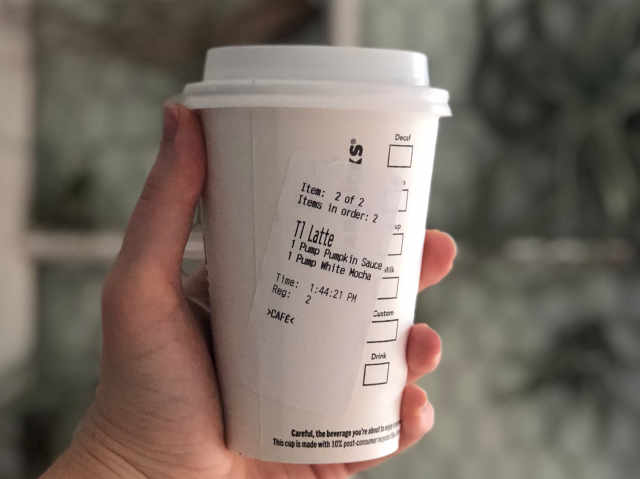 Decaf
Item: 2 of 2
Items in order: 2
Tl Latte
1 Pump Pumpkin Sauce
1 Pump White Mocha
Time: 1:44:21 PM
Reg: 2
>CAFE<
Custom
Drink
Careful, the beverage you're about to enjoy
This cup is made with 10% post-consumer